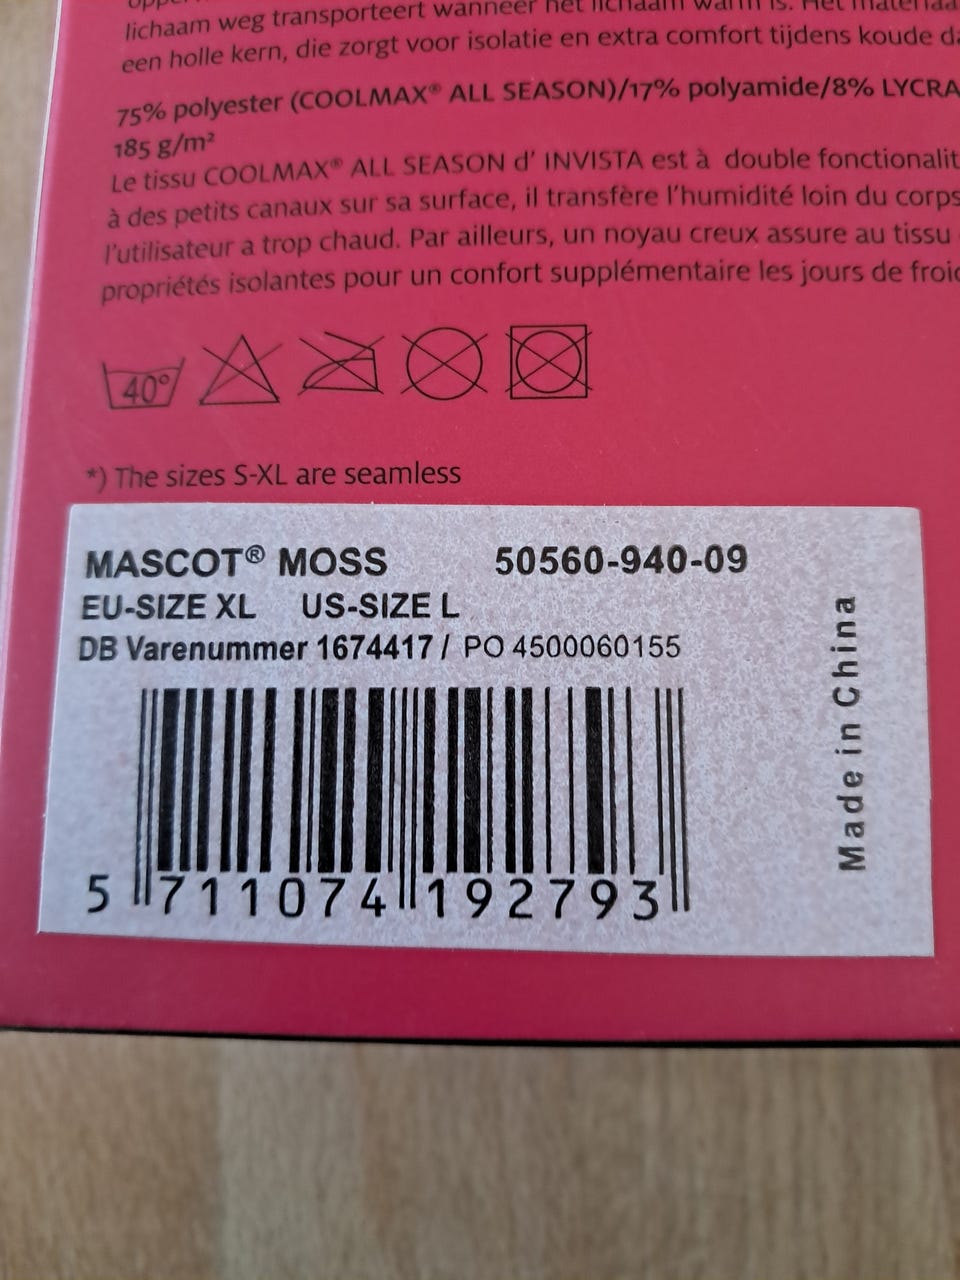 lichaam weg transporteert wanneer het lichaam warm is. Het materiaa
een holle kern, die zorgt voor isolatie en extra comfort tijdens koude da
75% polyester (COOLMAX® ALL SEASON)/17% polyamide/8% LYCRA
185 g/m²
Le tissu COOLMAX® ALL SEASON d' INVISTA est à double fonctionalit
à des petits canaux sur sa surface, il transfère l'humidité loin du corps
l'utilisateur a trop chaud. Par ailleurs, un noyau creux assure au tissu
propriétés isolantes pour un confort supplémentaire les jours de froid
40°
*) The sizes S-XL are seamless
MASCOT® MOSS 50560-940-09
EU-SIZE XL US-SIZE L
DB Varenummer 1674417 / PO 4500060155
5 711074 192793
Made in China